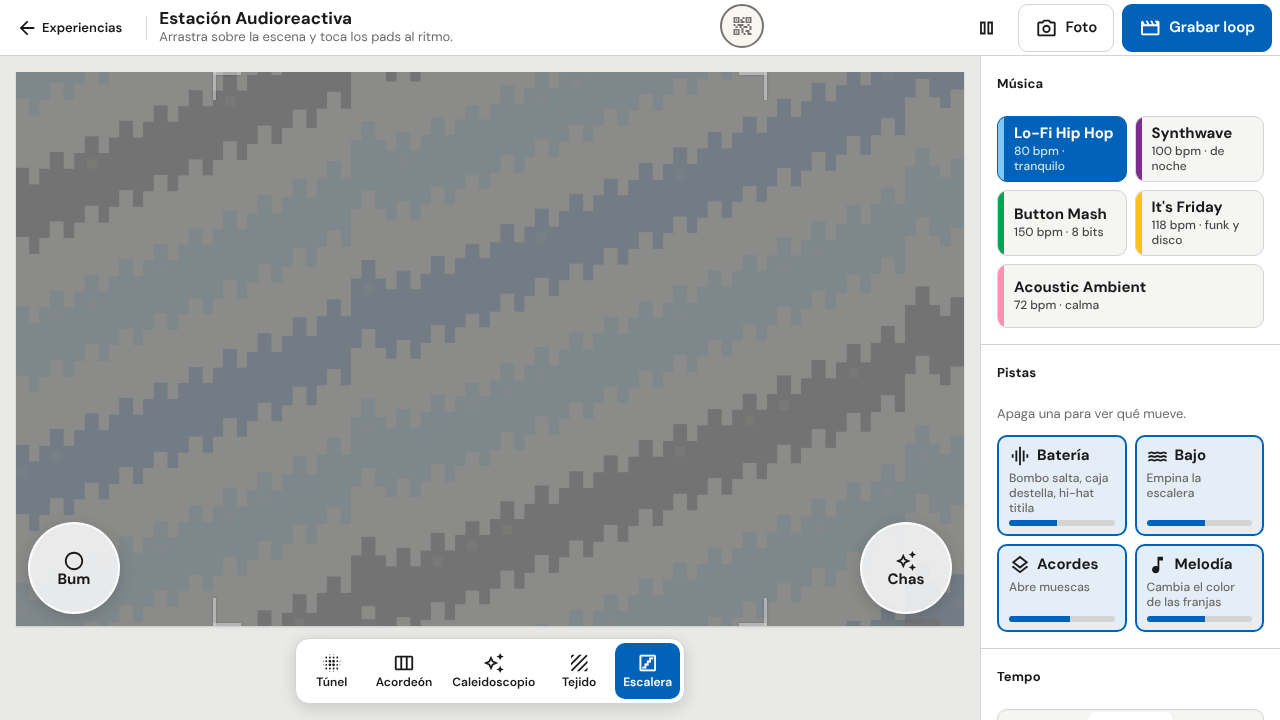 Experiencias
Estación Audioreactiva
Arrastra sobre la escena y toca los pads al ritmo.
Foto
Grabar loop
Bum
Chas
Túnel
Acordeón
Caleidoscopio
Tejido
Escalera
Música
Lo-Fi Hip Hop
80 bpm ·
tranquilo
Synthwave
100 bpm · de
noche
Button Mash
150 bpm · 8 bits
It's Friday
118 bpm · funk y
disco
Acoustic Ambient
72 bpm · calma
Pistas
Apaga una para ver qué mueve.
Batería
Bombo salta, caja
destella, hi-hat
titila
Bajo
Empina la
escalera
Acordes
Abre muescas
Melodía
Cambia el color
de las franjas
Tempo